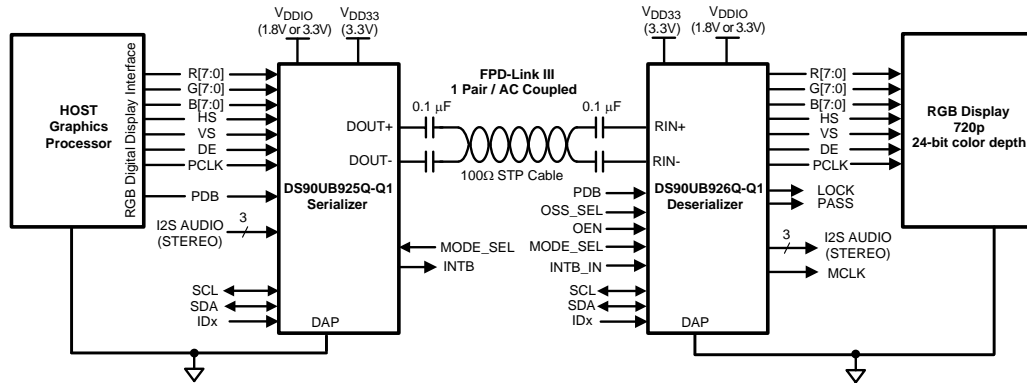 VDDIO
(1.8V or 3.3V)
VDD33
(3.3V)
HOST
Graphics
Processor
RGB Digital Display Interface
R[7:0]
G[7:0]
B[7:0]
HS
VS
DE
PCLK
PDB
I2S AUDIO
(STEREO)
3
SCL
SDA
IDx
DOUT+
DOUT-
DS90UB925Q-Q1
Serializer
DAP
MODE_SEL
INTB
FPD-Link III
1 Pair / AC Coupled
0.1 μF
0.1 μF
100Ω STP Cable
VDD33
(3.3V)
VDDIO
(1.8V or 3.3V)
PDB
OSS_SEL
OEN
MODE_SEL
INTB_IN
SCL
SDA
IDx
RIN+
RIN-
DS90UB926Q-Q1
Deserializer
DAP
R[7:0]
G[7:0]
B[7:0]
HS
VS
DE
PCLK
LOCK
PASS
3
I2S AUDIO
(STEREO)
MCLK
RGB Display
720p
24-bit color depth